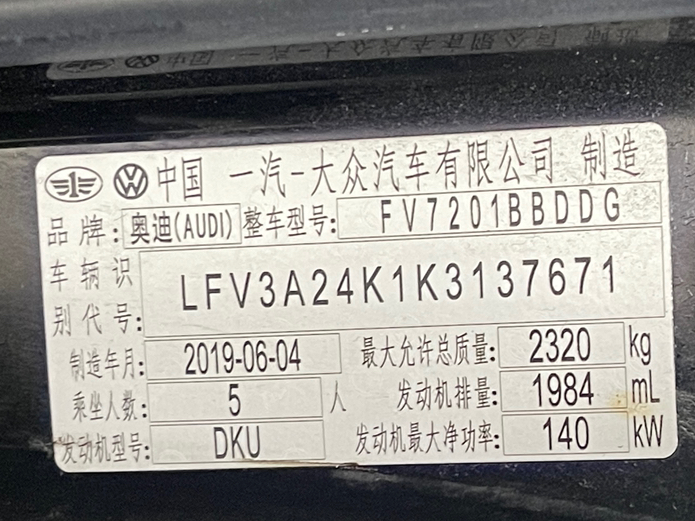 中国 一汽-大众汽车有限公司 制造
品牌: 奥迪(AUDI) 整车型号: FV7201BBDDG
车辆识别代号: LFV3A24K1K3137671
制造年月: 2019-06-04 最大允许总质量: 2320 kg
乘坐人数: 5 人 发动机排量: 1984 mL
发动机型号: DKU 发动机最大净功率: 140 kW